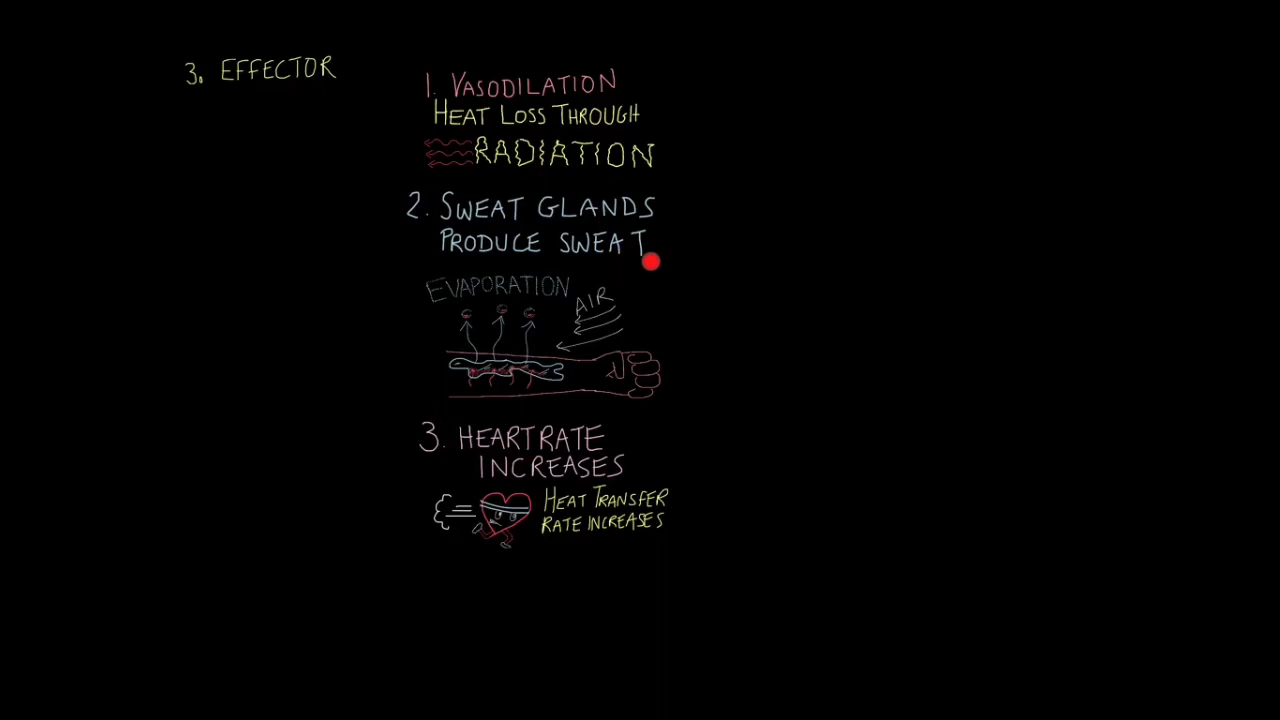 3. EFFECTOR
1. VASODILATION
HEAT LOSS THROUGH
RADIATION
2. SWEAT GLANDS
PRODUCE SWEAT
EVAPORATION
AIR
3. HEARTRATE
INCREASES
HEAT TRANSFER
RATE INCREASES